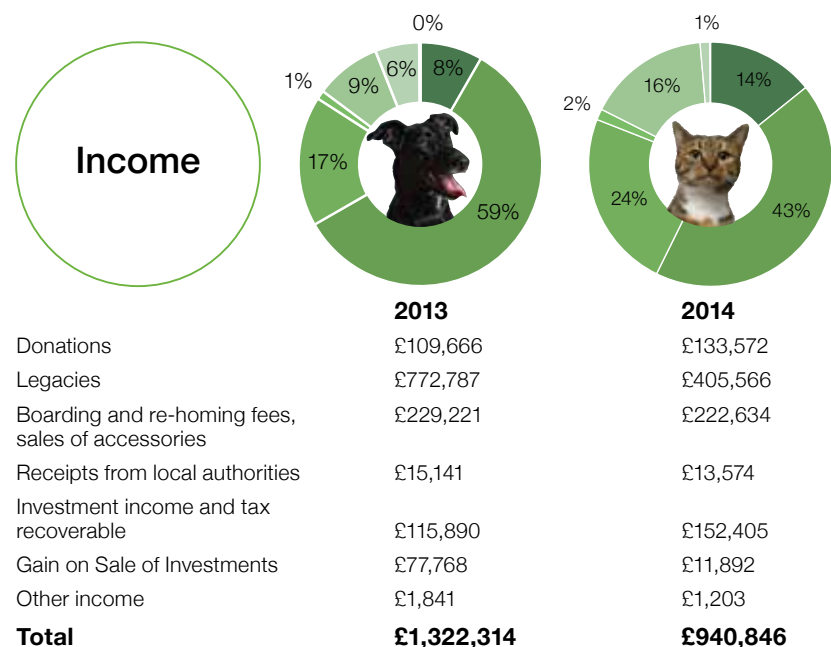 0%
1%
6%
8%
14%
9%
16%
1%
2%
Income
17%
24%
59%
43%
2013 2014
Donations £109,666 £133,572
Legacies £772,787 £405,566
Boarding and re-homing fees,
sales of accessories £229,221 £222,634
Receipts from local authorities £15,141 £13,574
Investment income and tax
recoverable £115,890 £152,405
Gain on Sale of Investments £77,768 £11,892
Other income £1,841 £1,203
Total £1,322,314 £940,846